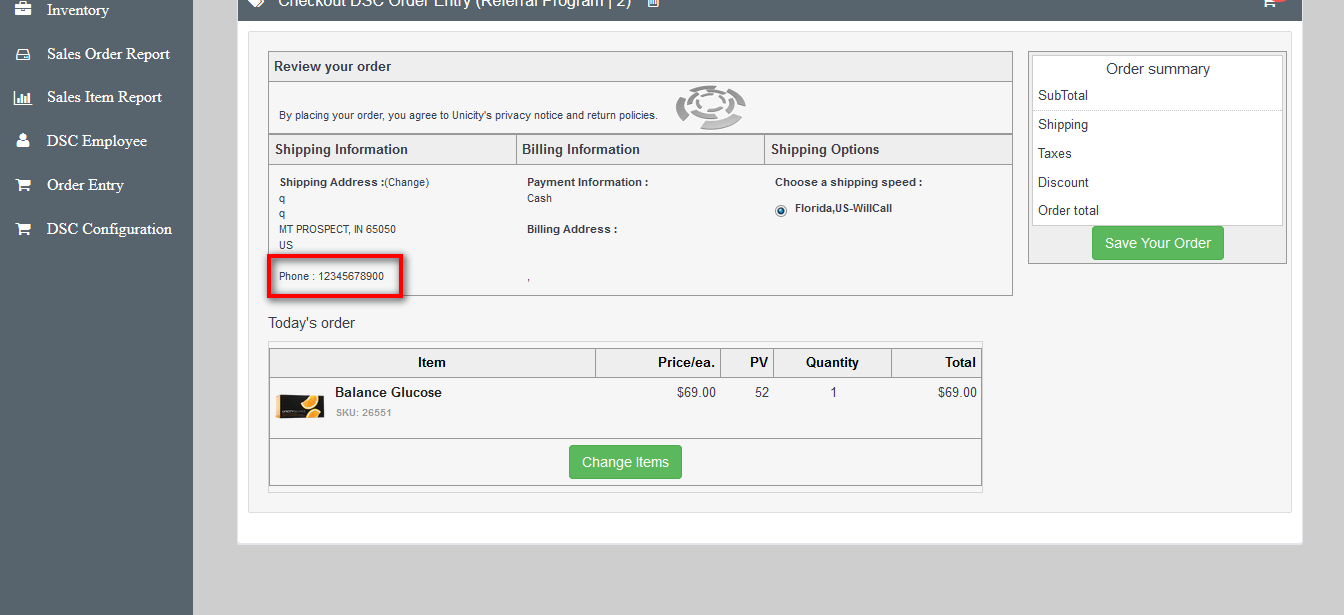 Inventory
Sales Order Report
Sales Item Report
DSC Employee
Order Entry
DSC Configuration
Checkout DSC Order Entry (Referral Program | 2)
Review your order
By placing your order, you agree to Unicity's privacy notice and return policies.
Shipping Information
Shipping Address :(Change)
q
q
MT PROSPECT, IN 65050
US
Phone : 12345678900
Billing Information
Payment Information :
Cash
Billing Address :
,
Shipping Options
Choose a shipping speed :
Florida,US-WillCall
Order summary
SubTotal
Shipping
Taxes
Discount
Order total
Save Your Order
Today's order
Item Price/ea. PV Quantity Total
Balance Glucose $69.00 52 1 $69.00
SKU: 26551
Change Items